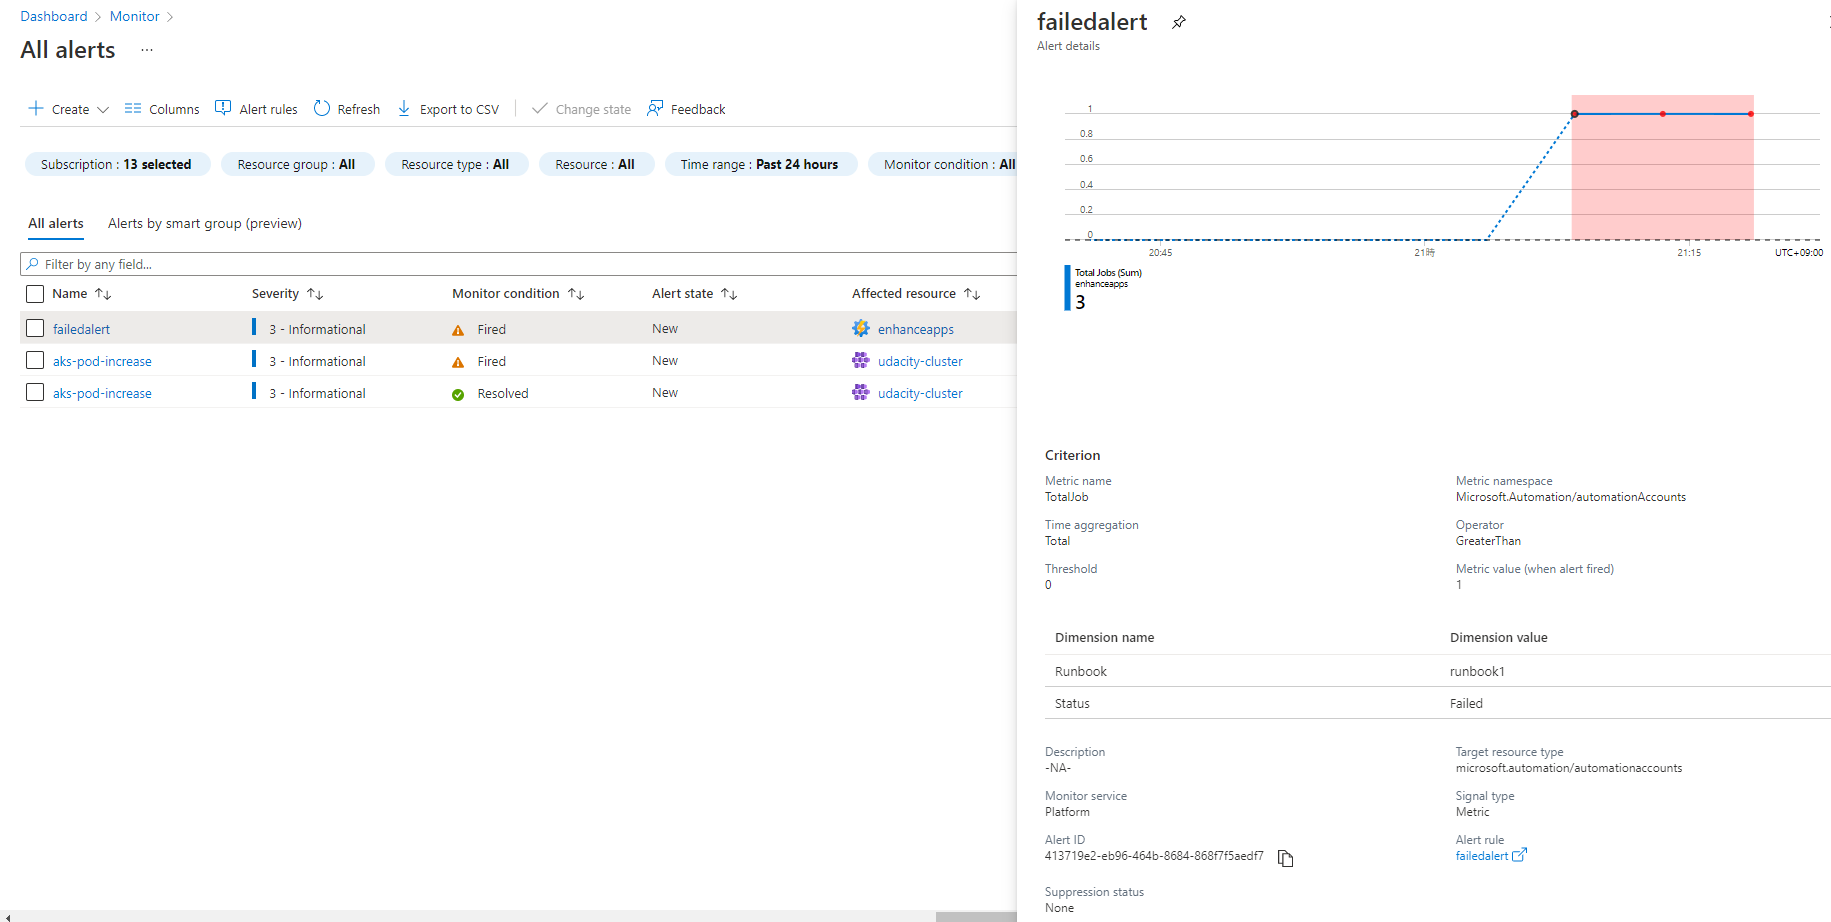 Dashboard > Monitor >
All alerts ...
Create Columns Alert rules Refresh Export to CSV Change state Feedback
Subscription : 13 selected Resource group : All Resource type : All Resource : All Time range : Past 24 hours Monitor condition : All
All alerts Alerts by smart group (preview)
Filter by any field...
Name ↑↓ Severity ↑↓ Monitor condition ↑↓ Alert state ↑↓ Affected resource ↑↓
failedalert 3 - Informational Fired New enhanceapps
aks-pod-increase 3 - Informational Fired New udacity-cluster
aks-pod-increase 3 - Informational Resolved New udacity-cluster
failedalert
Alert details
1
0.8
0.6
0.4
0.2
0
20:45 21時 21:15 UTC+09:00
Total Jobs (Sum)
enhanceapps
3
Criterion
Metric name Metric namespace
TotalJob Microsoft.Automation/automationAccounts
Time aggregation Operator
Total GreaterThan
Threshold Metric value (when alert fired)
0 1
Dimension name Dimension value
Runbook runbook1
Status Failed
Description Target resource type
-NA- microsoft.automation/automationaccounts
Monitor service Signal type
Platform Metric
Alert ID Alert rule
413719e2-eb96-464b-8684-868f7f5aedf7 failedalert
Suppression status
None